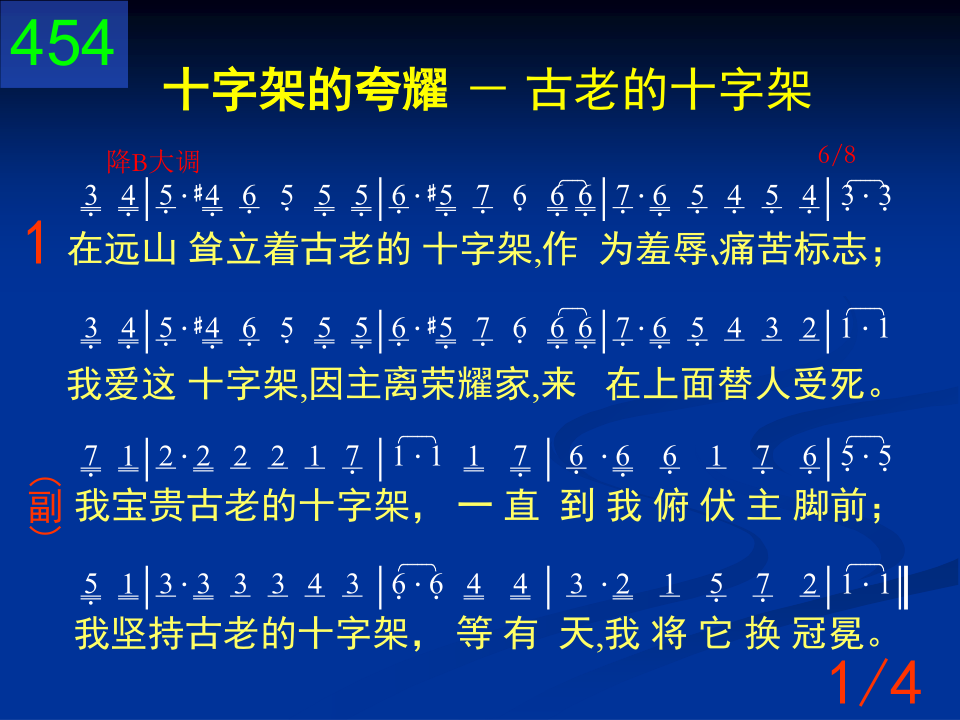 454
十字架的夸耀 － 古老的十字架
降B大调 6/8
3 4|5·#4 6 5 5 5|6·#5 7 6 6 6|7·6 5 4 5 4|3·3
1 在远山 耸立着古老的 十字架,作 为羞辱、痛苦标志；
3 4|5·#4 6 5 5 5|6·#5 7 6 6 6|7·6 5 4 3 2|1·1
我爱这 十字架,因主离荣耀家,来 在上面替人受死。
7 1|2·2 2 2 1 7|1·1 1 7|6·6 6 1 7 6|5·5
（副） 我宝贵古老的十字架， 一 直 到 我 俯 伏 主 脚前；
5 1|3·3 3 3 4 3|6·6 4 4|3·2 1 5 7 2|1·1‖
我坚持古老的十字架， 等 有 天,我 将 它 换 冠冕。
1/4